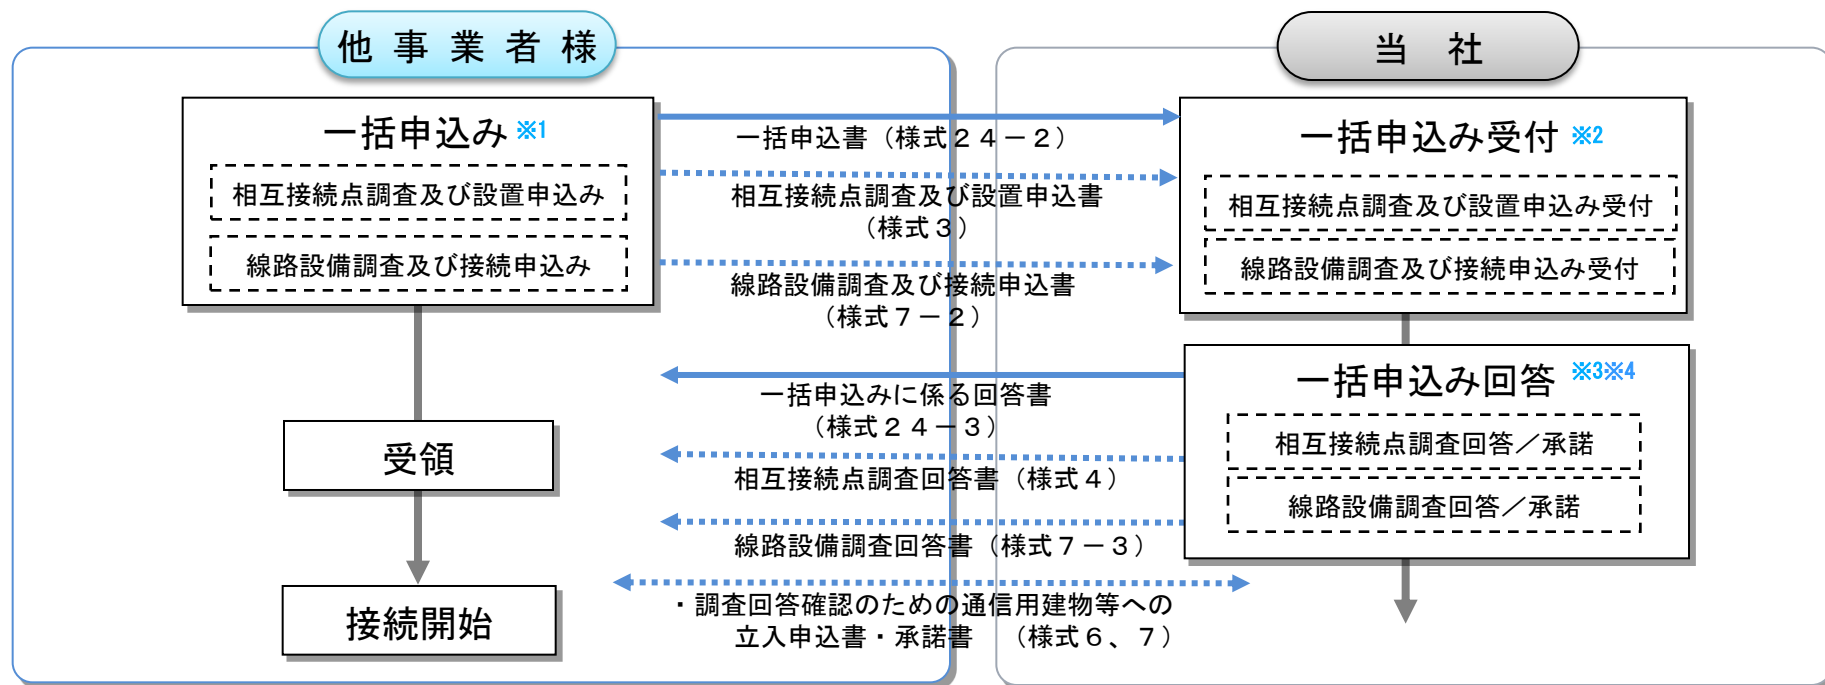 他事業者様
当　社
一括申込み ※1
相互接続点調査及び設置申込み
線路設備調査及び接続申込み
一括申込書（様式２４－２）
相互接続点調査及び設置申込書
（様式３）
線路設備調査及び接続申込書
（様式７－２）
一括申込み受付 ※2
相互接続点調査及び設置申込み受付
線路設備調査及び接続申込み受付
一括申込みに係る回答書
（様式２４－３）
相互接続点調査回答書（様式４）
線路設備調査回答書（様式７－３）
一括申込み回答 ※3※4
相互接続点調査回答／承諾
線路設備調査回答／承諾
受領
接続開始
・調査回答確認のための通信用建物等への
立入申込書・承諾書　（様式６、７）